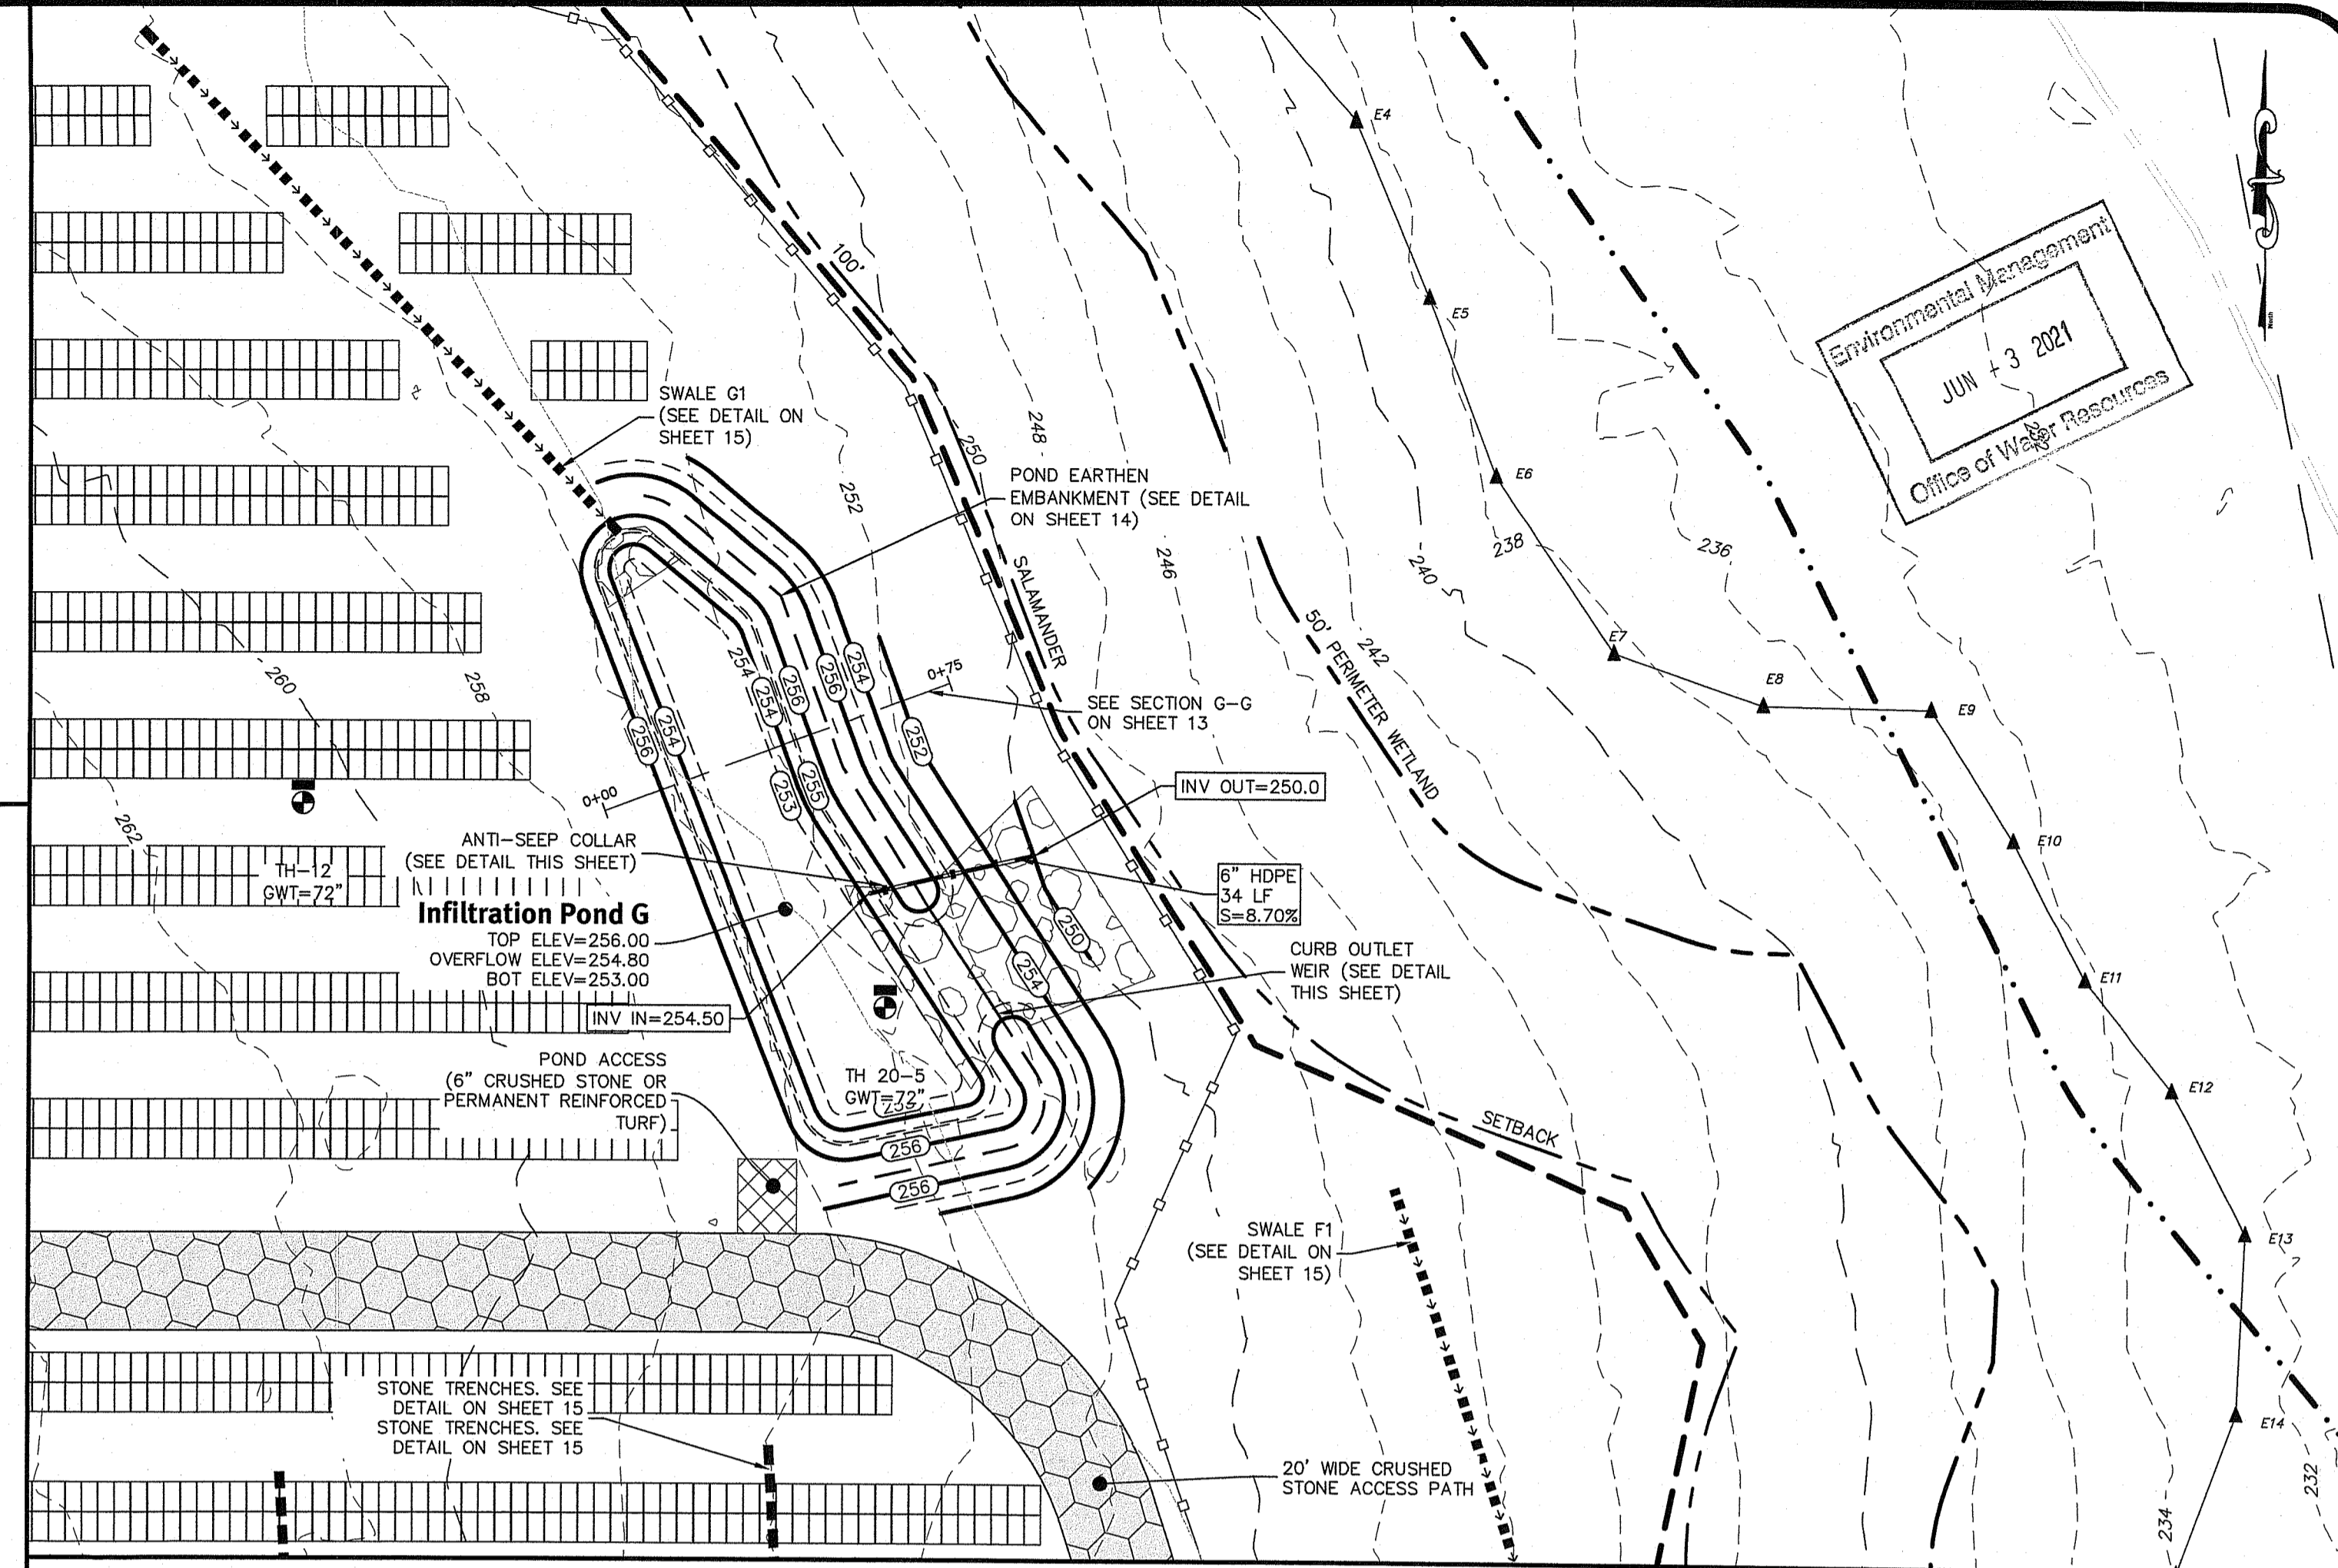 E4
100'
North
E5
Environmental Management
JUN - 3 2021
Office of Water Resources
SWALE G1
(SEE DETAIL ON
SHEET 15)
248
250
252
POND EARTHEN
EMBANKMENT (SEE DETAIL
ON SHEET 14)
E6
238
236
246
240
SALAMANDER
50' PERIMETER WETLAND
242
E7
E8
E9
254
254
256
256
254
0+75
SEE SECTION G-G
ON SHEET 13
260
258
256
254
252
253
255
0+00
INV OUT=250.0
262
ANTI-SEEP COLLAR
(SEE DETAIL THIS SHEET)
TH-12
GWT=72"
6" HDPE
34 LF
S=8.70%
E10
Infiltration Pond G
TOP ELEV=256.00
OVERFLOW ELEV=254.80
BOT ELEV=253.00
250
254
CURB OUTLET
WEIR (SEE DETAIL
THIS SHEET)
E11
INV IN=254.50
POND ACCESS
(6" CRUSHED STONE OR
PERMANENT REINFORCED
TURF)
TH 20-5
GWT=72"
E12
SETBACK
256
256
SWALE F1
(SEE DETAIL ON
SHEET 15)
E13
STONE TRENCHES. SEE
DETAIL ON SHEET 15
STONE TRENCHES. SEE
DETAIL ON SHEET 15
E14
20' WIDE CRUSHED
STONE ACCESS PATH
234
232